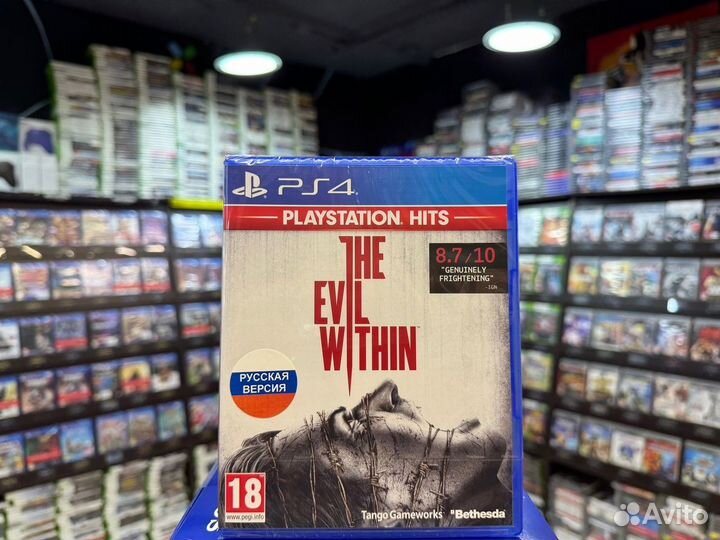 PS4
PLAYSTATION HITS
THE
EVIL
WITHIN
8.7/10
"GENUINELY
FRIGHTENING"
-IGN
РУССКАЯ
ВЕРСИЯ
18
www.pegi.info
Tango Gameworks
Bethesda
Avito